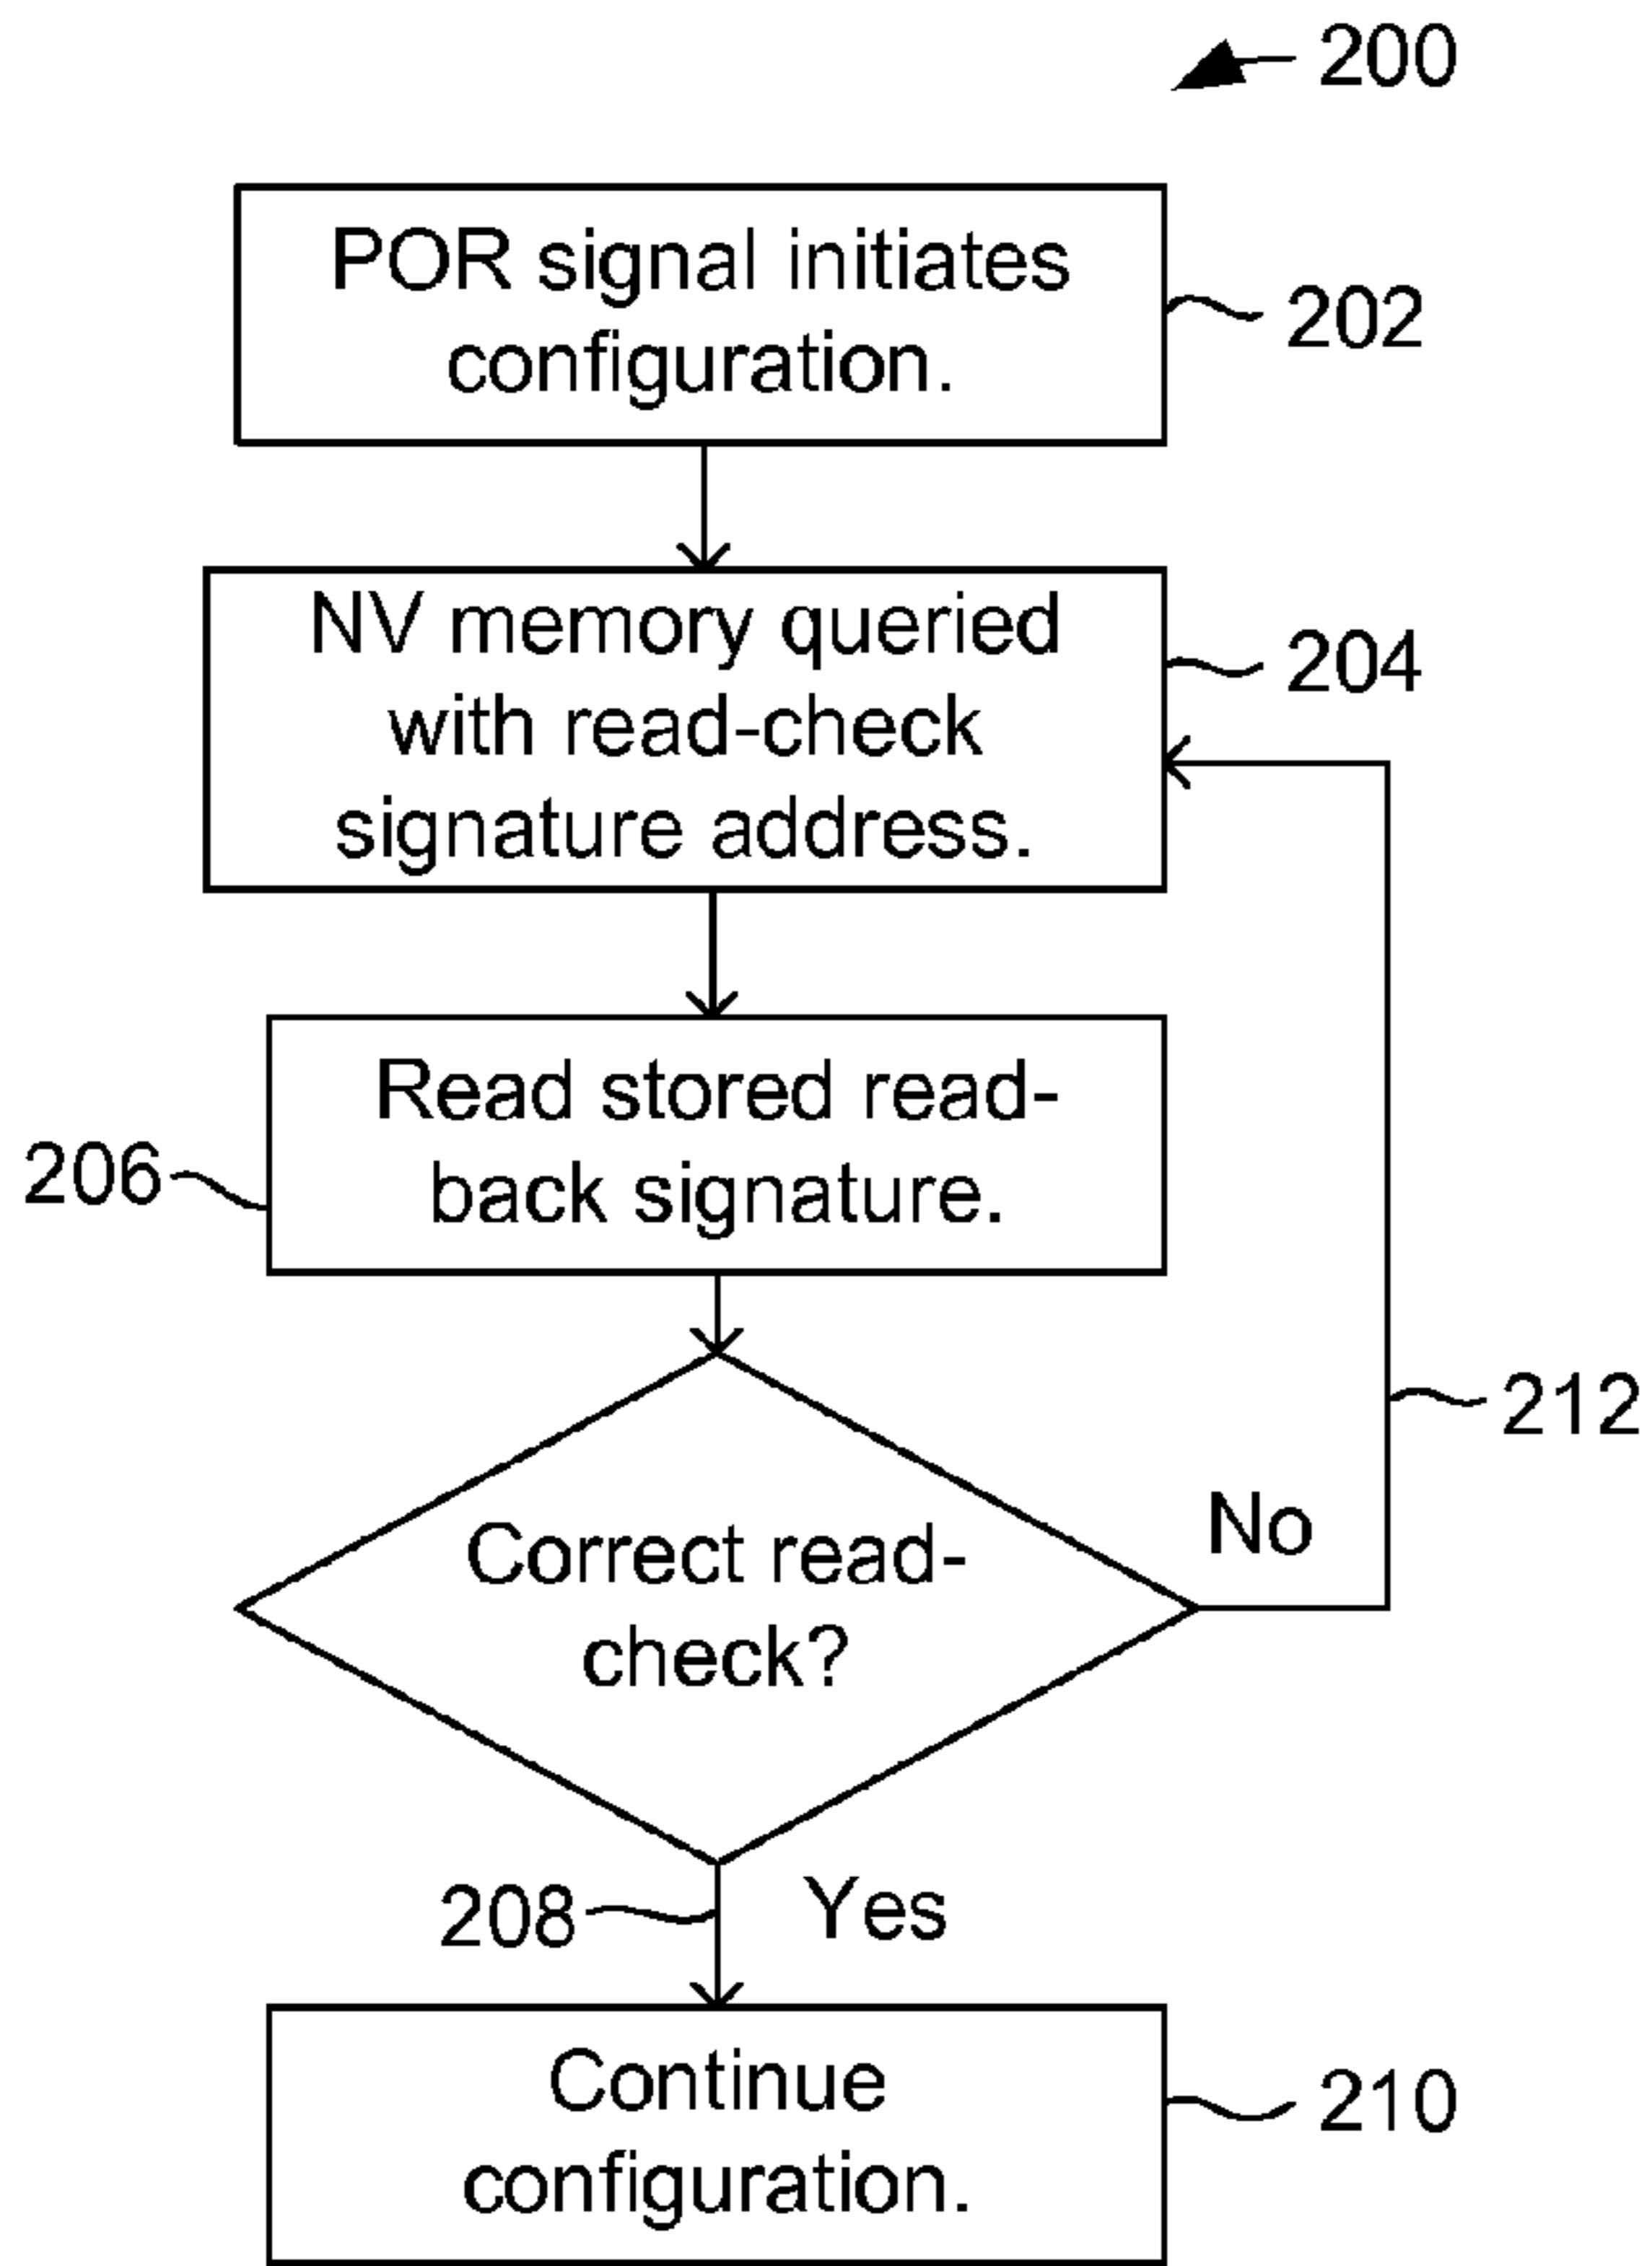 200
POR signal initiates
configuration.
202
NV memory queried
with read-check
signature address.
204
Read stored read-
back signature.
206
212
Correct read-
check?
No
208
Yes
Continue
configuration.
210